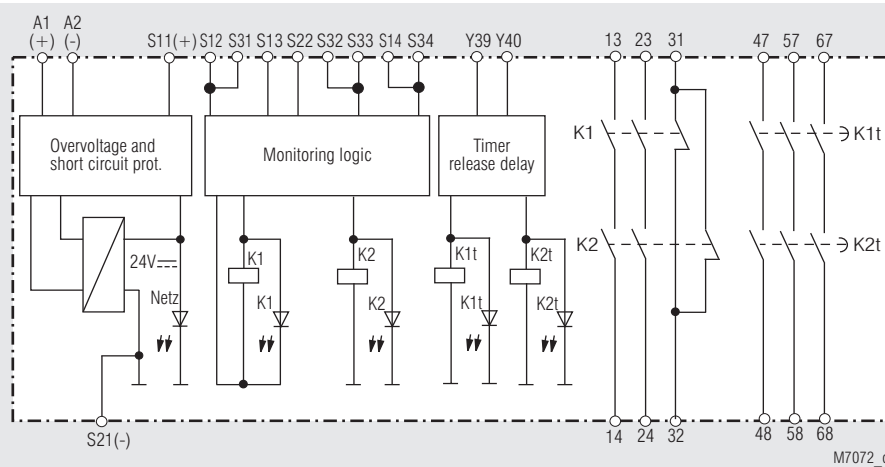 A1 A2
(+) (-) S11(+) S12 S31 S13 S22 S32 S33 S14 S34 Y39 Y40 13 23 31 47 57 67
Overvoltage and
short circuit prot.
Monitoring logic
Timer
release delay
K1 K1t
K2 K2t
24V
Netz
K1 K2 K1t K2t
K1 K2 K1t K2t
S21(-)
14 24 32 48 58 68